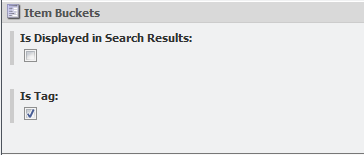 Item Buckets
Is Displayed in Search Results:
Is Tag: